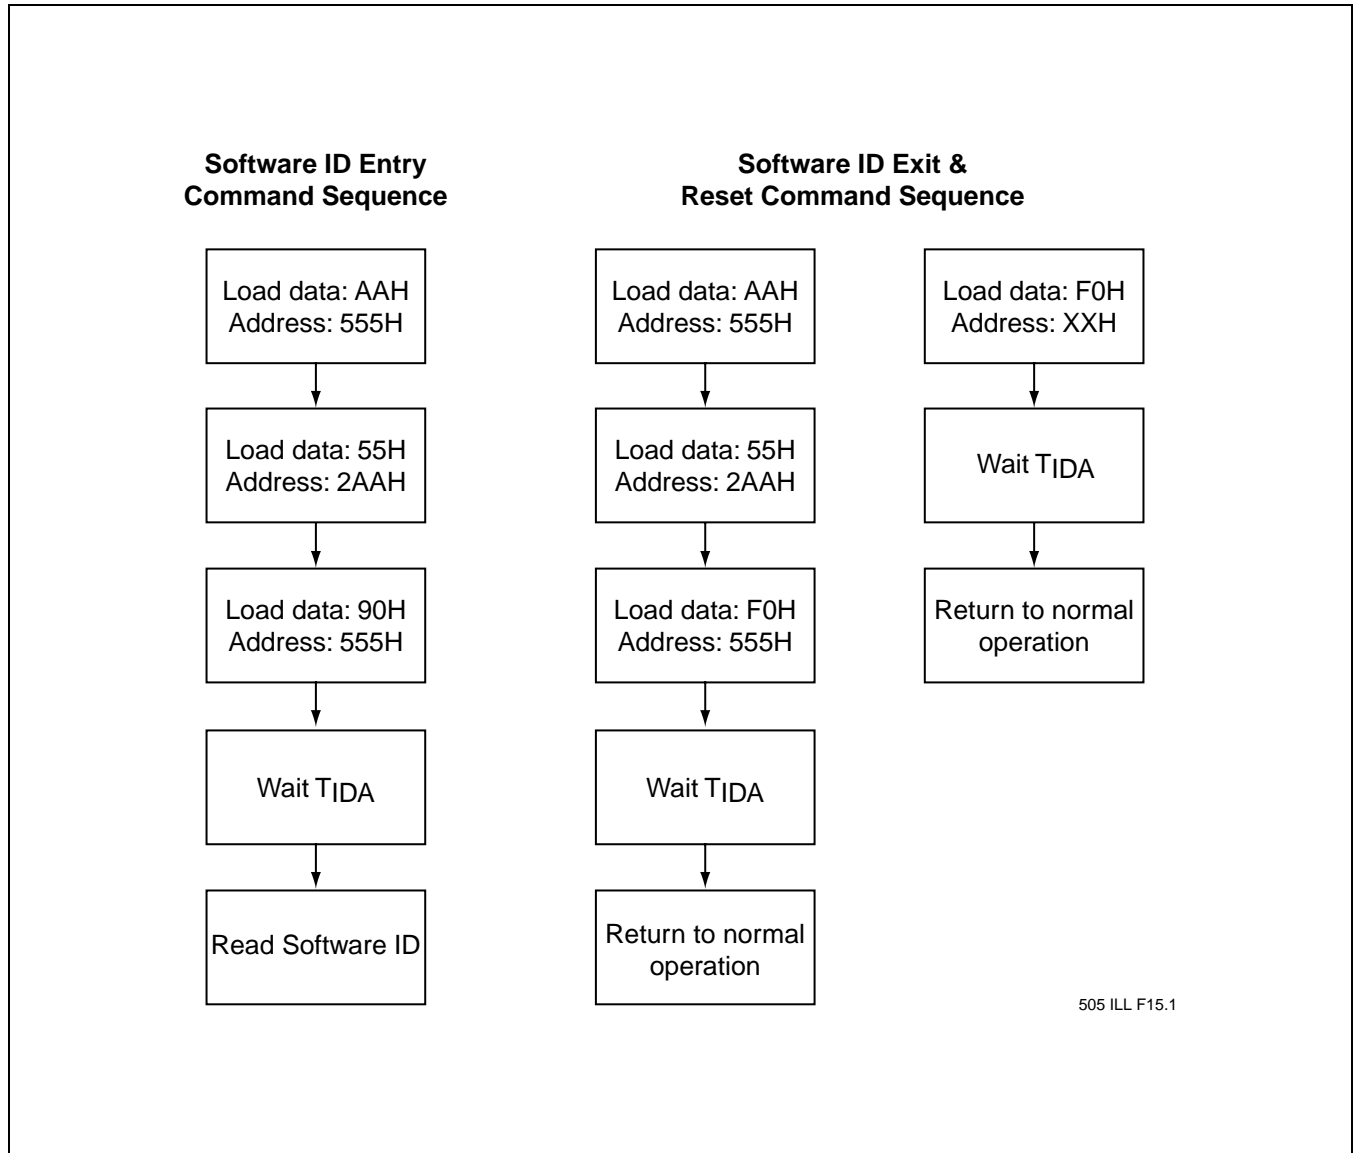 Software ID Entry
Command Sequence
Load data: AAH
Address: 555H
Load data: 55H
Address: 2AAH
Load data: 90H
Address: 555H
Wait TIDA
Read Software ID
Software ID Exit &
Reset Command Sequence
Load data: AAH
Address: 555H
Load data: 55H
Address: 2AAH
Load data: F0H
Address: 555H
Wait TIDA
Return to normal
operation
Load data: F0H
Address: XXH
Wait TIDA
Return to normal
operation
505 ILL F15.1